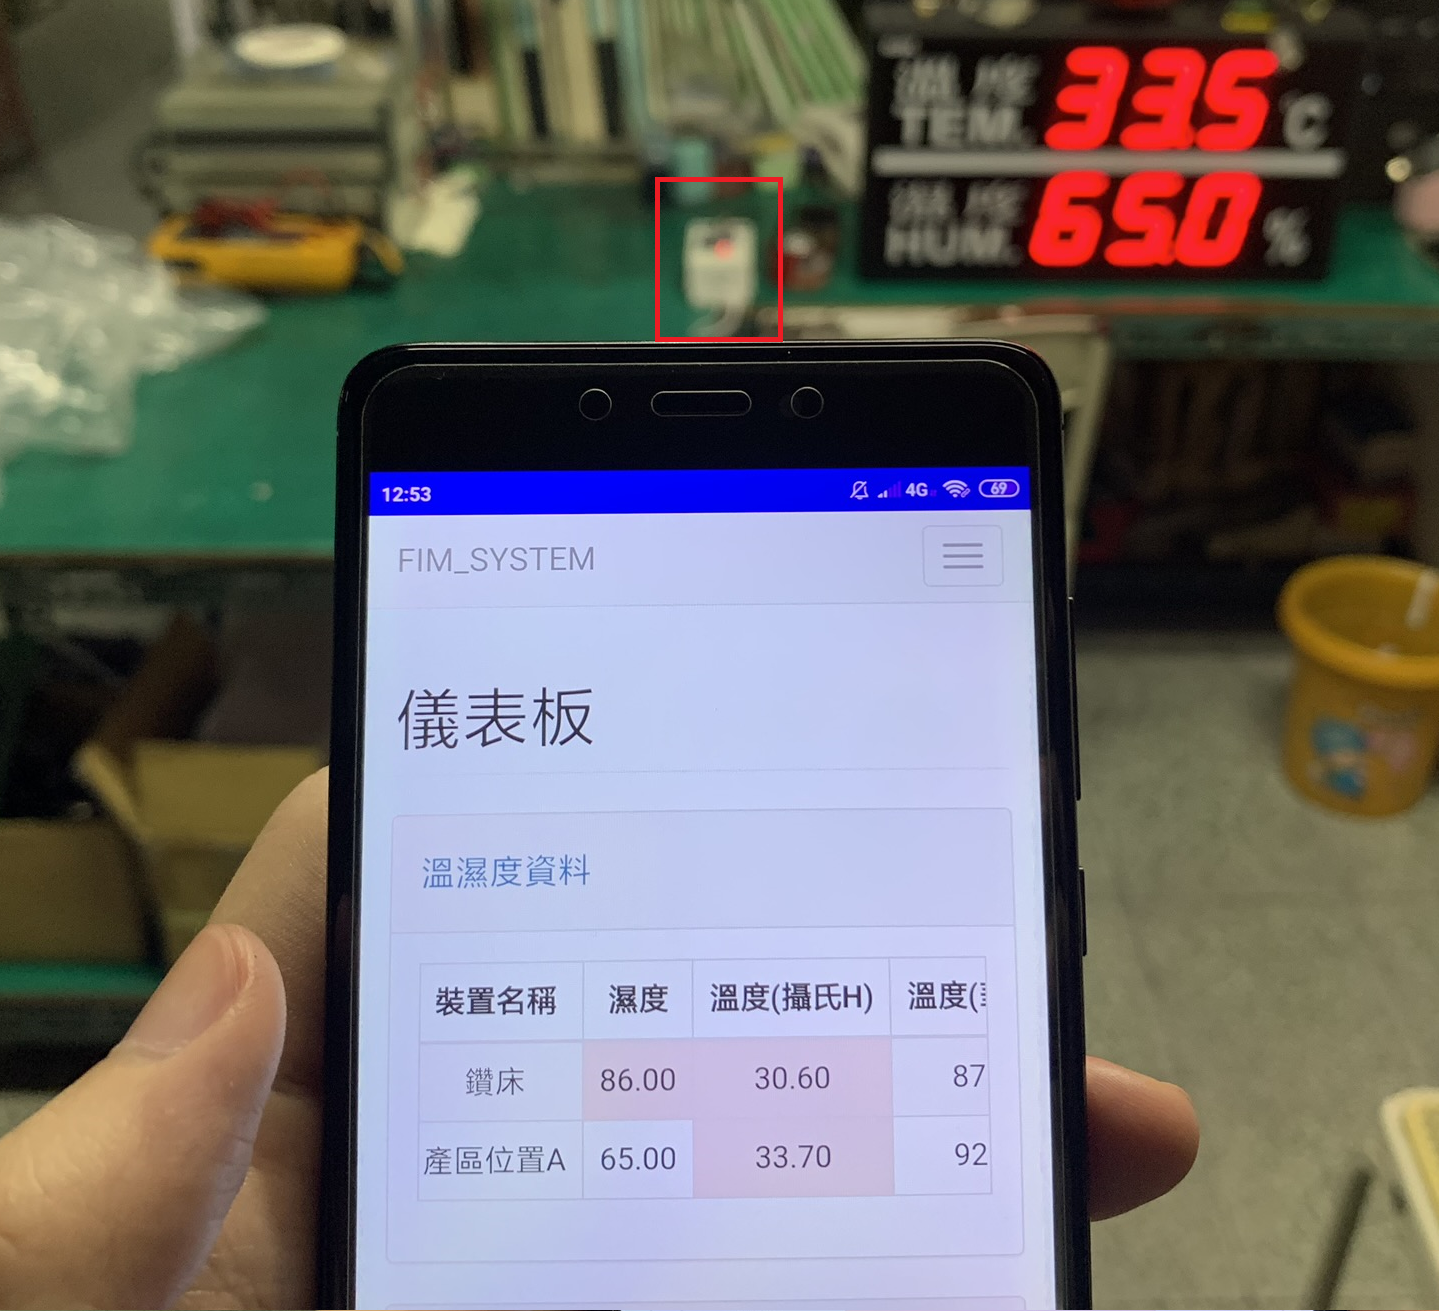 溫度 33.5 °C
TEM.
濕度 65.0 %
HUM.
12:53 4G 69
FIM_SYSTEM
儀表板
溫濕度資料
裝置名稱 濕度 溫度(攝氏H) 溫度(
鑽床 86.00 30.60 87
產區位置A 65.00 33.70 92